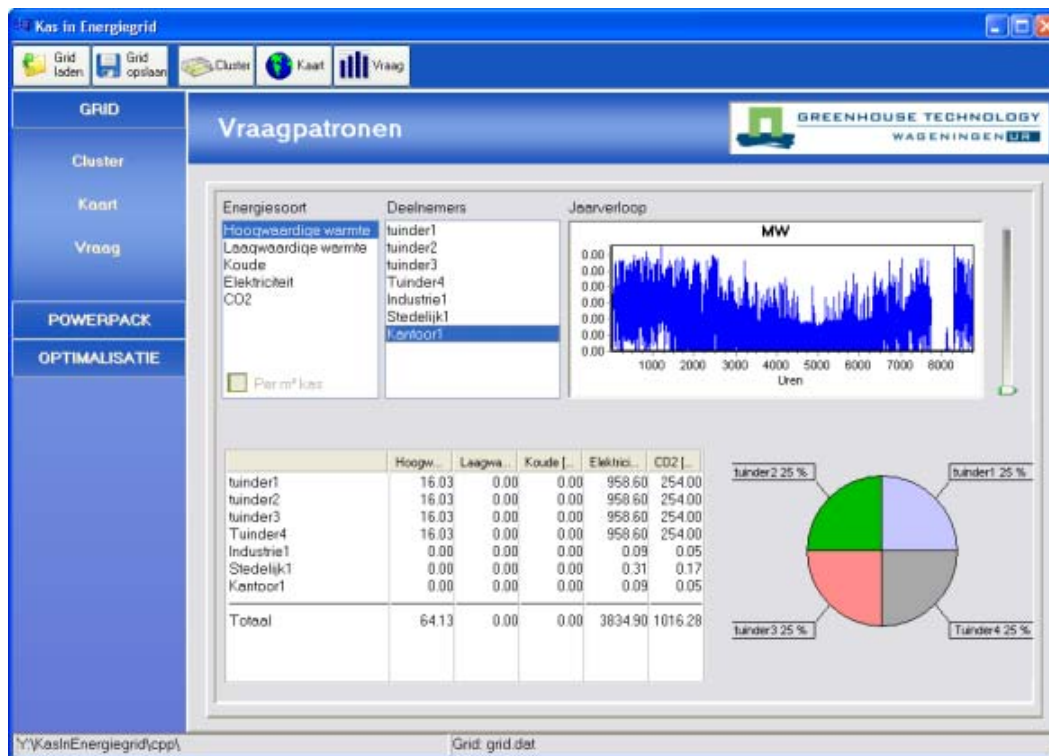 Kas in Energiegrid
Grid laden
Grid opslaan
Cluster
Kaart
Vraag
GRID
Cluster
Kaart
Vraag
POWERPACK
OPTIMALISATIE
Vraagpatronen
GREENHOUSE TECHNOLOGY
WAGENINGEN UR
Energiesoort
Hoogwaardige warmte
Laagwaardige warmte
Koude
Elektriciteit
CO2
Per m² kas
Deelnemers
tuinder1
tuinder2
tuinder3
Tuinder4
Industrie1
Stedelijk1
Kantoor1
Jaarverloop
MW
0.00
0.00
0.00
0.00
0.00
0.00
0.00
1000 2000 3000 4000 5000 6000 7000 8000
Uren
Hoogw... Laagwa... Koude [... Elektrici... CO2 [...
tuinder1 16.03 0.00 0.00 958.60 254.00
tuinder2 16.03 0.00 0.00 958.60 254.00
tuinder3 16.03 0.00 0.00 958.60 254.00
Tuinder4 16.03 0.00 0.00 958.60 254.00
Industrie1 0.00 0.00 0.00 0.09 0.05
Stedelijk1 0.00 0.00 0.00 0.31 0.17
Kantoor1 0.00 0.00 0.00 0.09 0.05
Totaal 64.13 0.00 0.00 3834.90 1016.28
tuinder2 25 %
tuinder1 25 %
tuinder3 25 %
Tuinder4 25 %
Y:\KasInEnergiegrid\cpp\
Grid: grid.dat